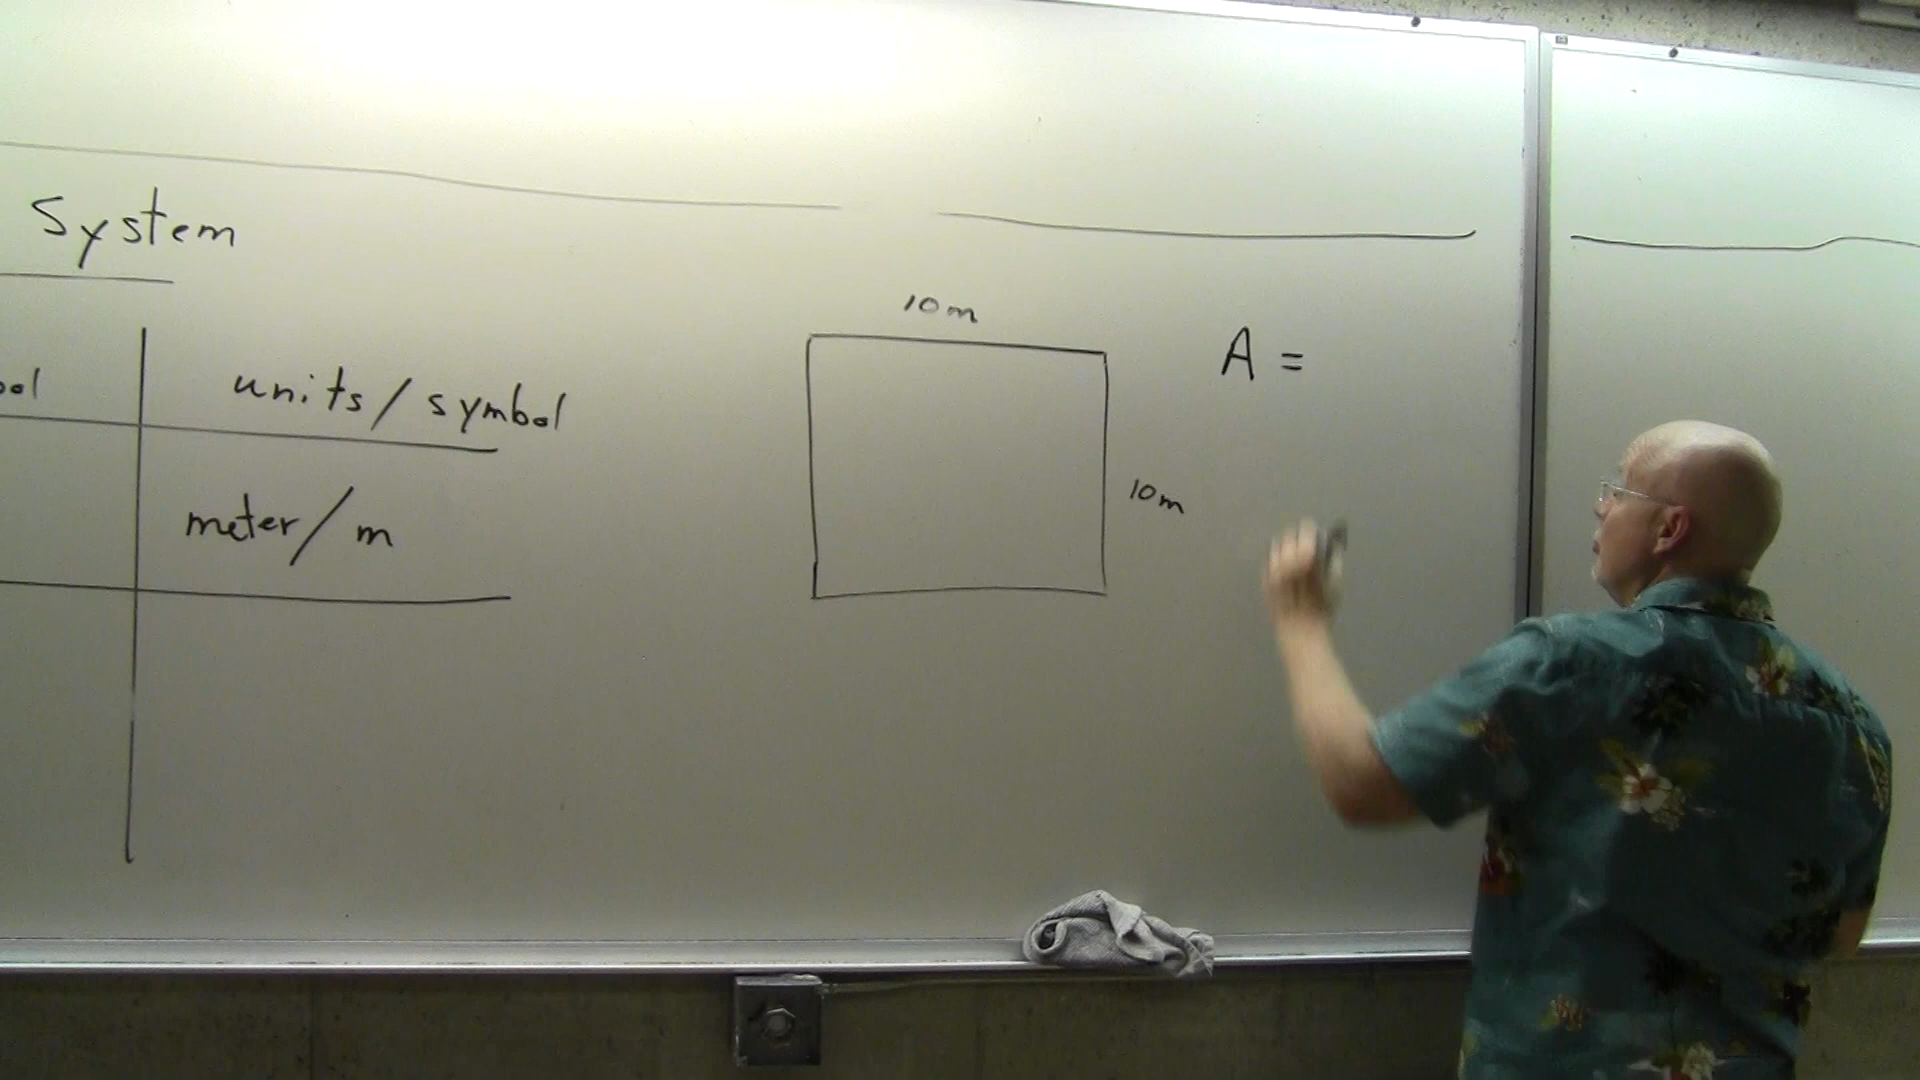 System
units/symbol
meter/m
10m
10m
A =